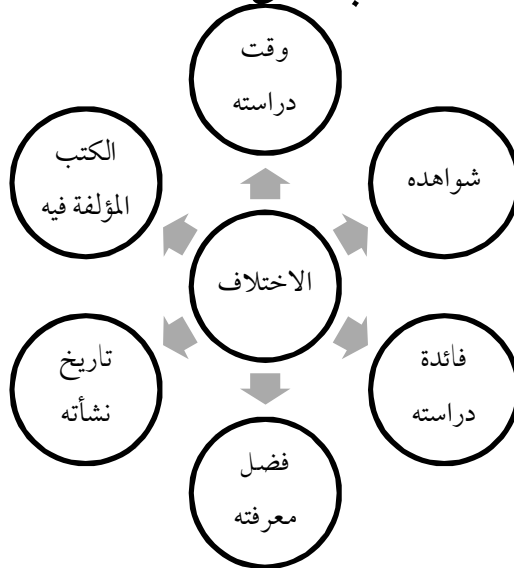 وقت
دراسته
شواهده
فائدة
دراسته
فضل
معرفته
تاريخ
نشأته
الكتب
المؤلفة فيه
الاختلاف